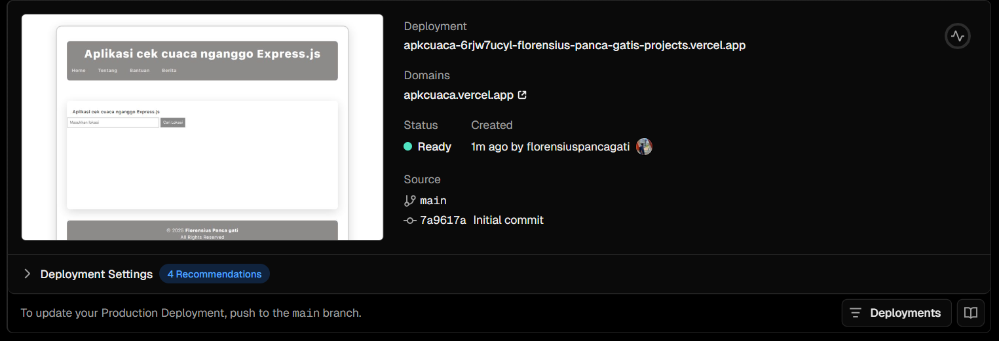 Aplikasi cek cuaca nganggo Express.js
Home Tentang Bantuan Berita
Aplikasi cek cuaca nganggo Express.js
Masukkan lokasi Cari Lokasi
© 2025 Florensius Panca gati
All Rights Reserved
Deployment
apkcuaca-6rjw7ucyl-florensius-panca-gatis-projects.vercel.app
Domains
apkcuaca.vercel.app
Status Created
Ready 1m ago by florensiuspancagati
Source
main
7a9617a Initial commit
Deployment Settings 4 Recommendations
To update your Production Deployment, push to the main branch.
Deployments